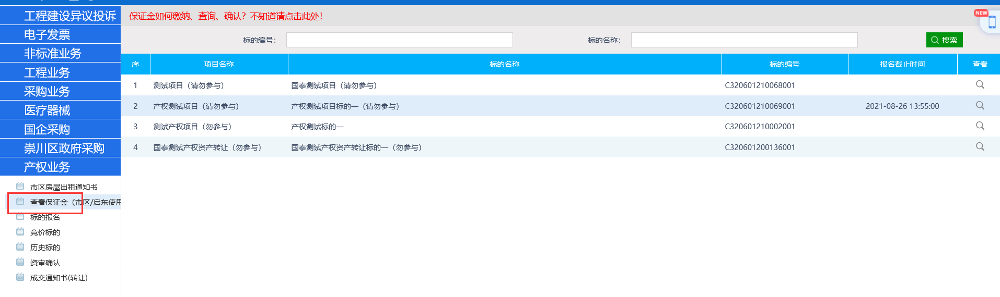 工程建设异议投诉
电子发票
非标准业务
工程业务
采购业务
医疗器械
国企采购
崇川区政府采购
产权业务
市区房屋出租通知书
查看保证金（市区/启东使用
标的报名
竞价标的
历史标的
资审确认
成交通知书(转让)
保证金如何缴纳、查询、确认？不知道请点击此处！
NEW
标的编号： 标的名称： 搜索
序 项目名称 标的名称 标的编号 报名截止时间 查看
1 测试项目（请勿参与） 国泰测试项目（请勿参与） C320601210068001
2 产权测试项目（请勿参与） 产权测试项目标的一（请勿参与） C320601210069001 2021-08-26 13:55:00
3 测试产权项目（勿参与） 产权测试标的一 C320601210002001
4 国泰测试产权资产转让（勿参与） 国泰测试产权资产转让标的一（勿参与） C320601200136001